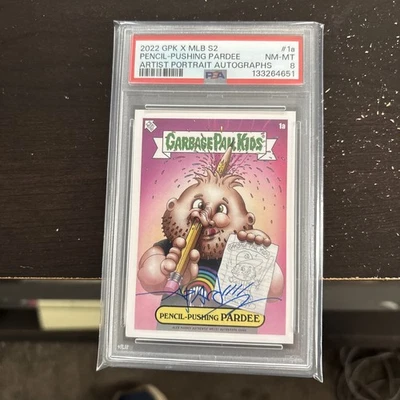 2022 GPK X MLB S2 #1a
PENCIL-PUSHING PARDEE NM-MT
ARTIST PORTRAIT AUTOGRAPHS 8
PSA 133264651
1a
GARBAGE PAIL KIDS
PENCIL-PUSHING PARDEE